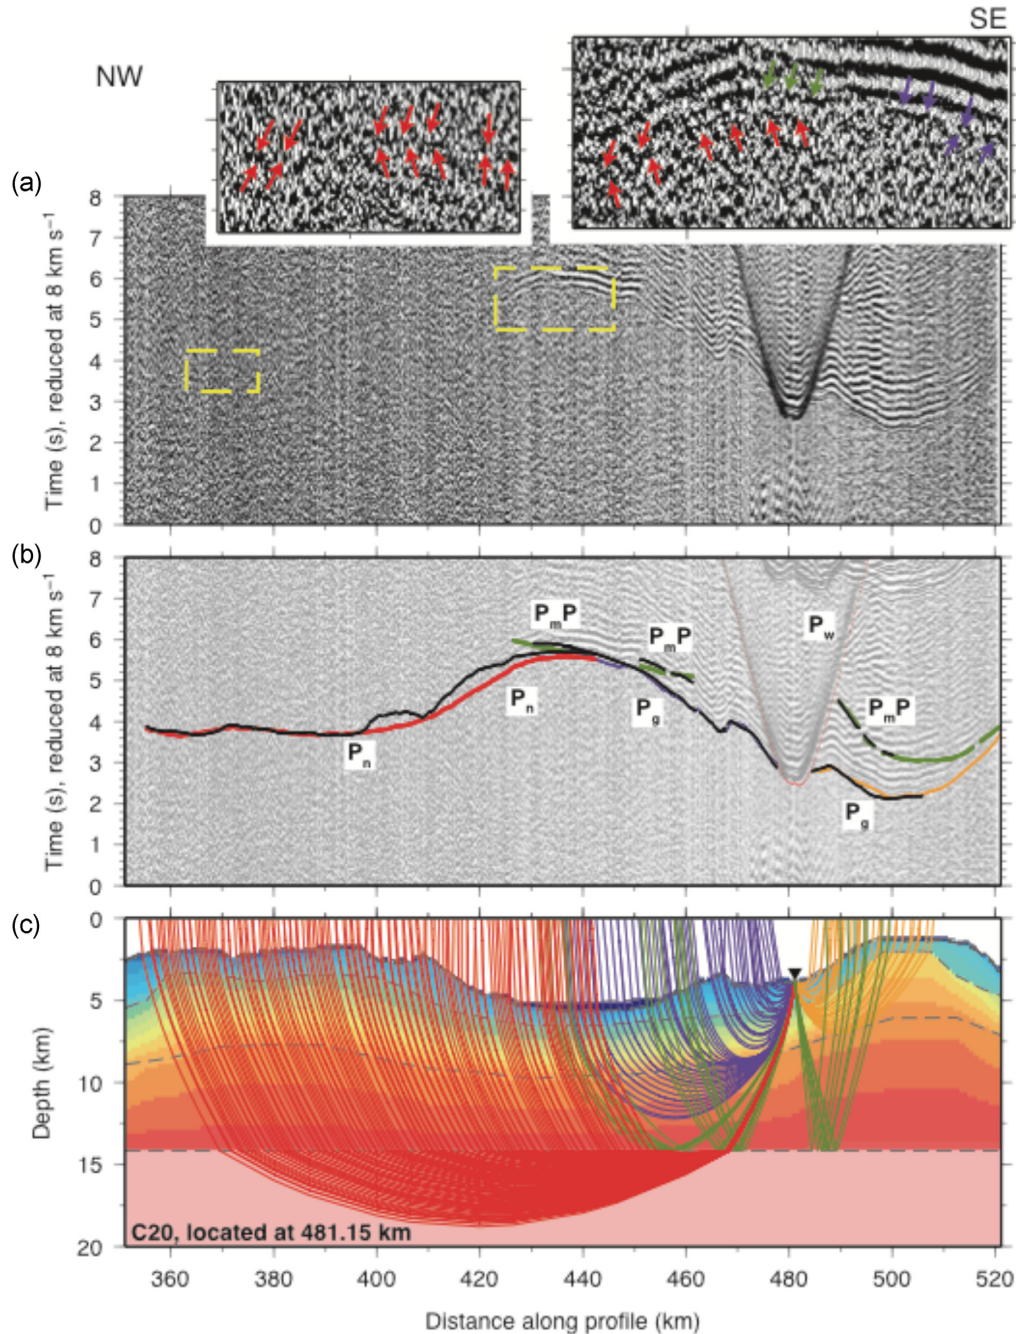 NW
SE
(a)
8
7
6
5
4
3
2
1
0
Time (s), reduced at 8 km s⁻¹
(b)
8
7
6
5
4
3
2
1
0
Time (s), reduced at 8 km s⁻¹
PmP
PmP
Pw
Pn
Pg
PmP
Pn
Pg
(c)
0
5
10
15
20
Depth (km)
C20, located at 481.15 km
360 380 400 420 440 460 480 500 520
Distance along profile (km)